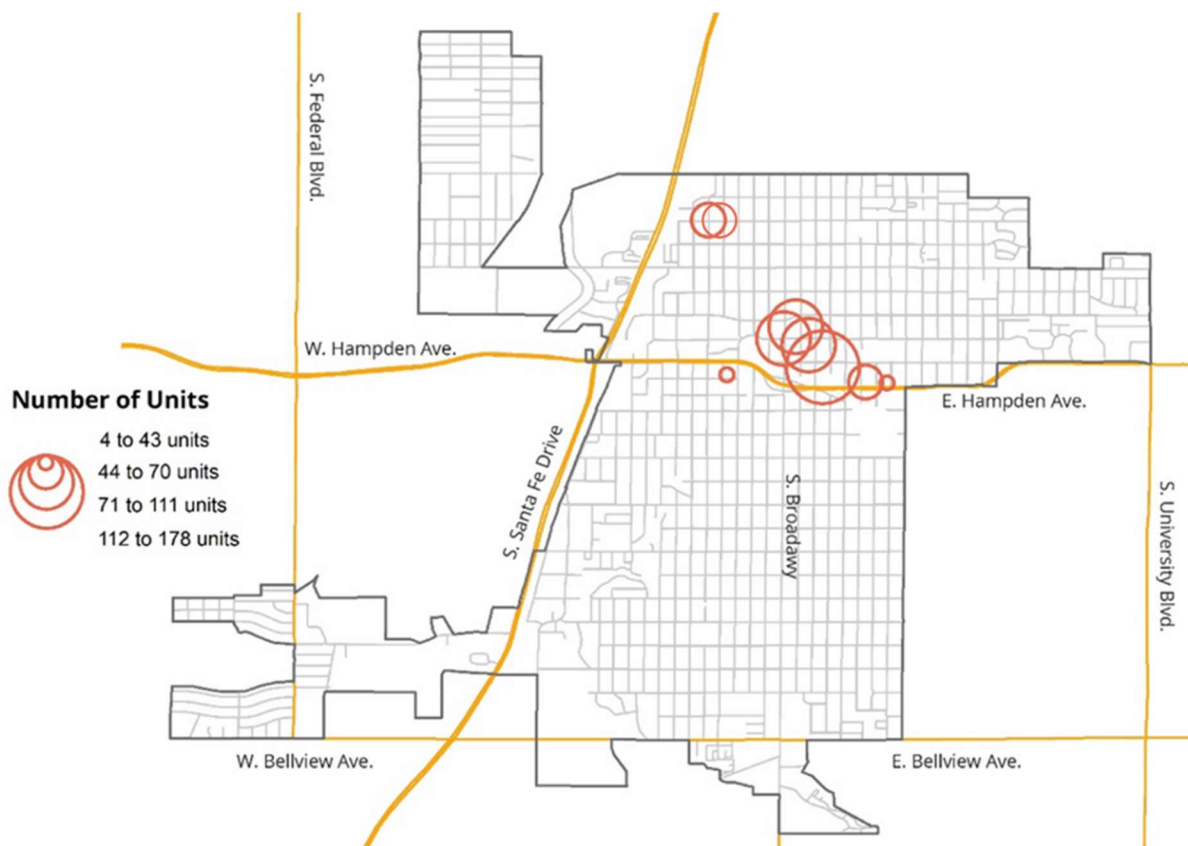 S. Federal Blvd.
W. Hampden Ave.
Number of Units
4 to 43 units
44 to 70 units
71 to 111 units
112 to 178 units
E. Hampden Ave.
S. Santa Fe Drive
S. Broadawy
S. University Blvd.
W. Bellview Ave.
E. Bellview Ave.